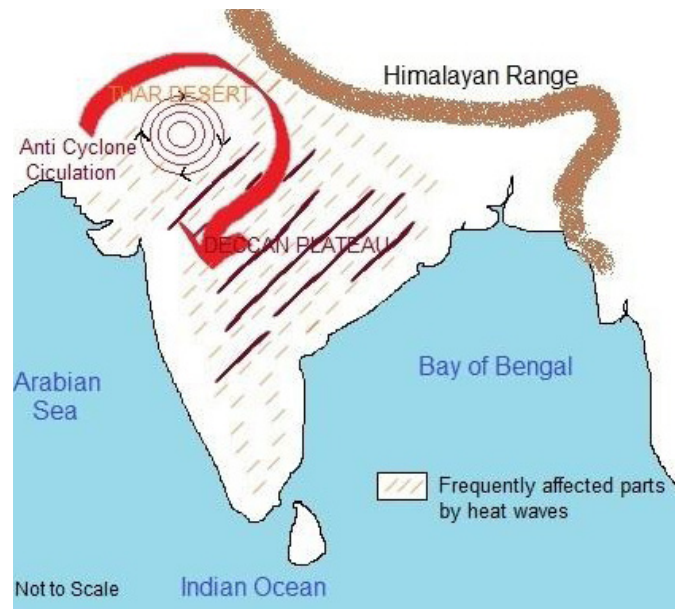 Himalayan Range
THAR DESERT
Anti Cyclone
Ciculation
DECCAN PLATEAU
Arabian
Sea
Bay of Bengal
Frequently affected parts
by heat waves
Not to Scale
Indian Ocean